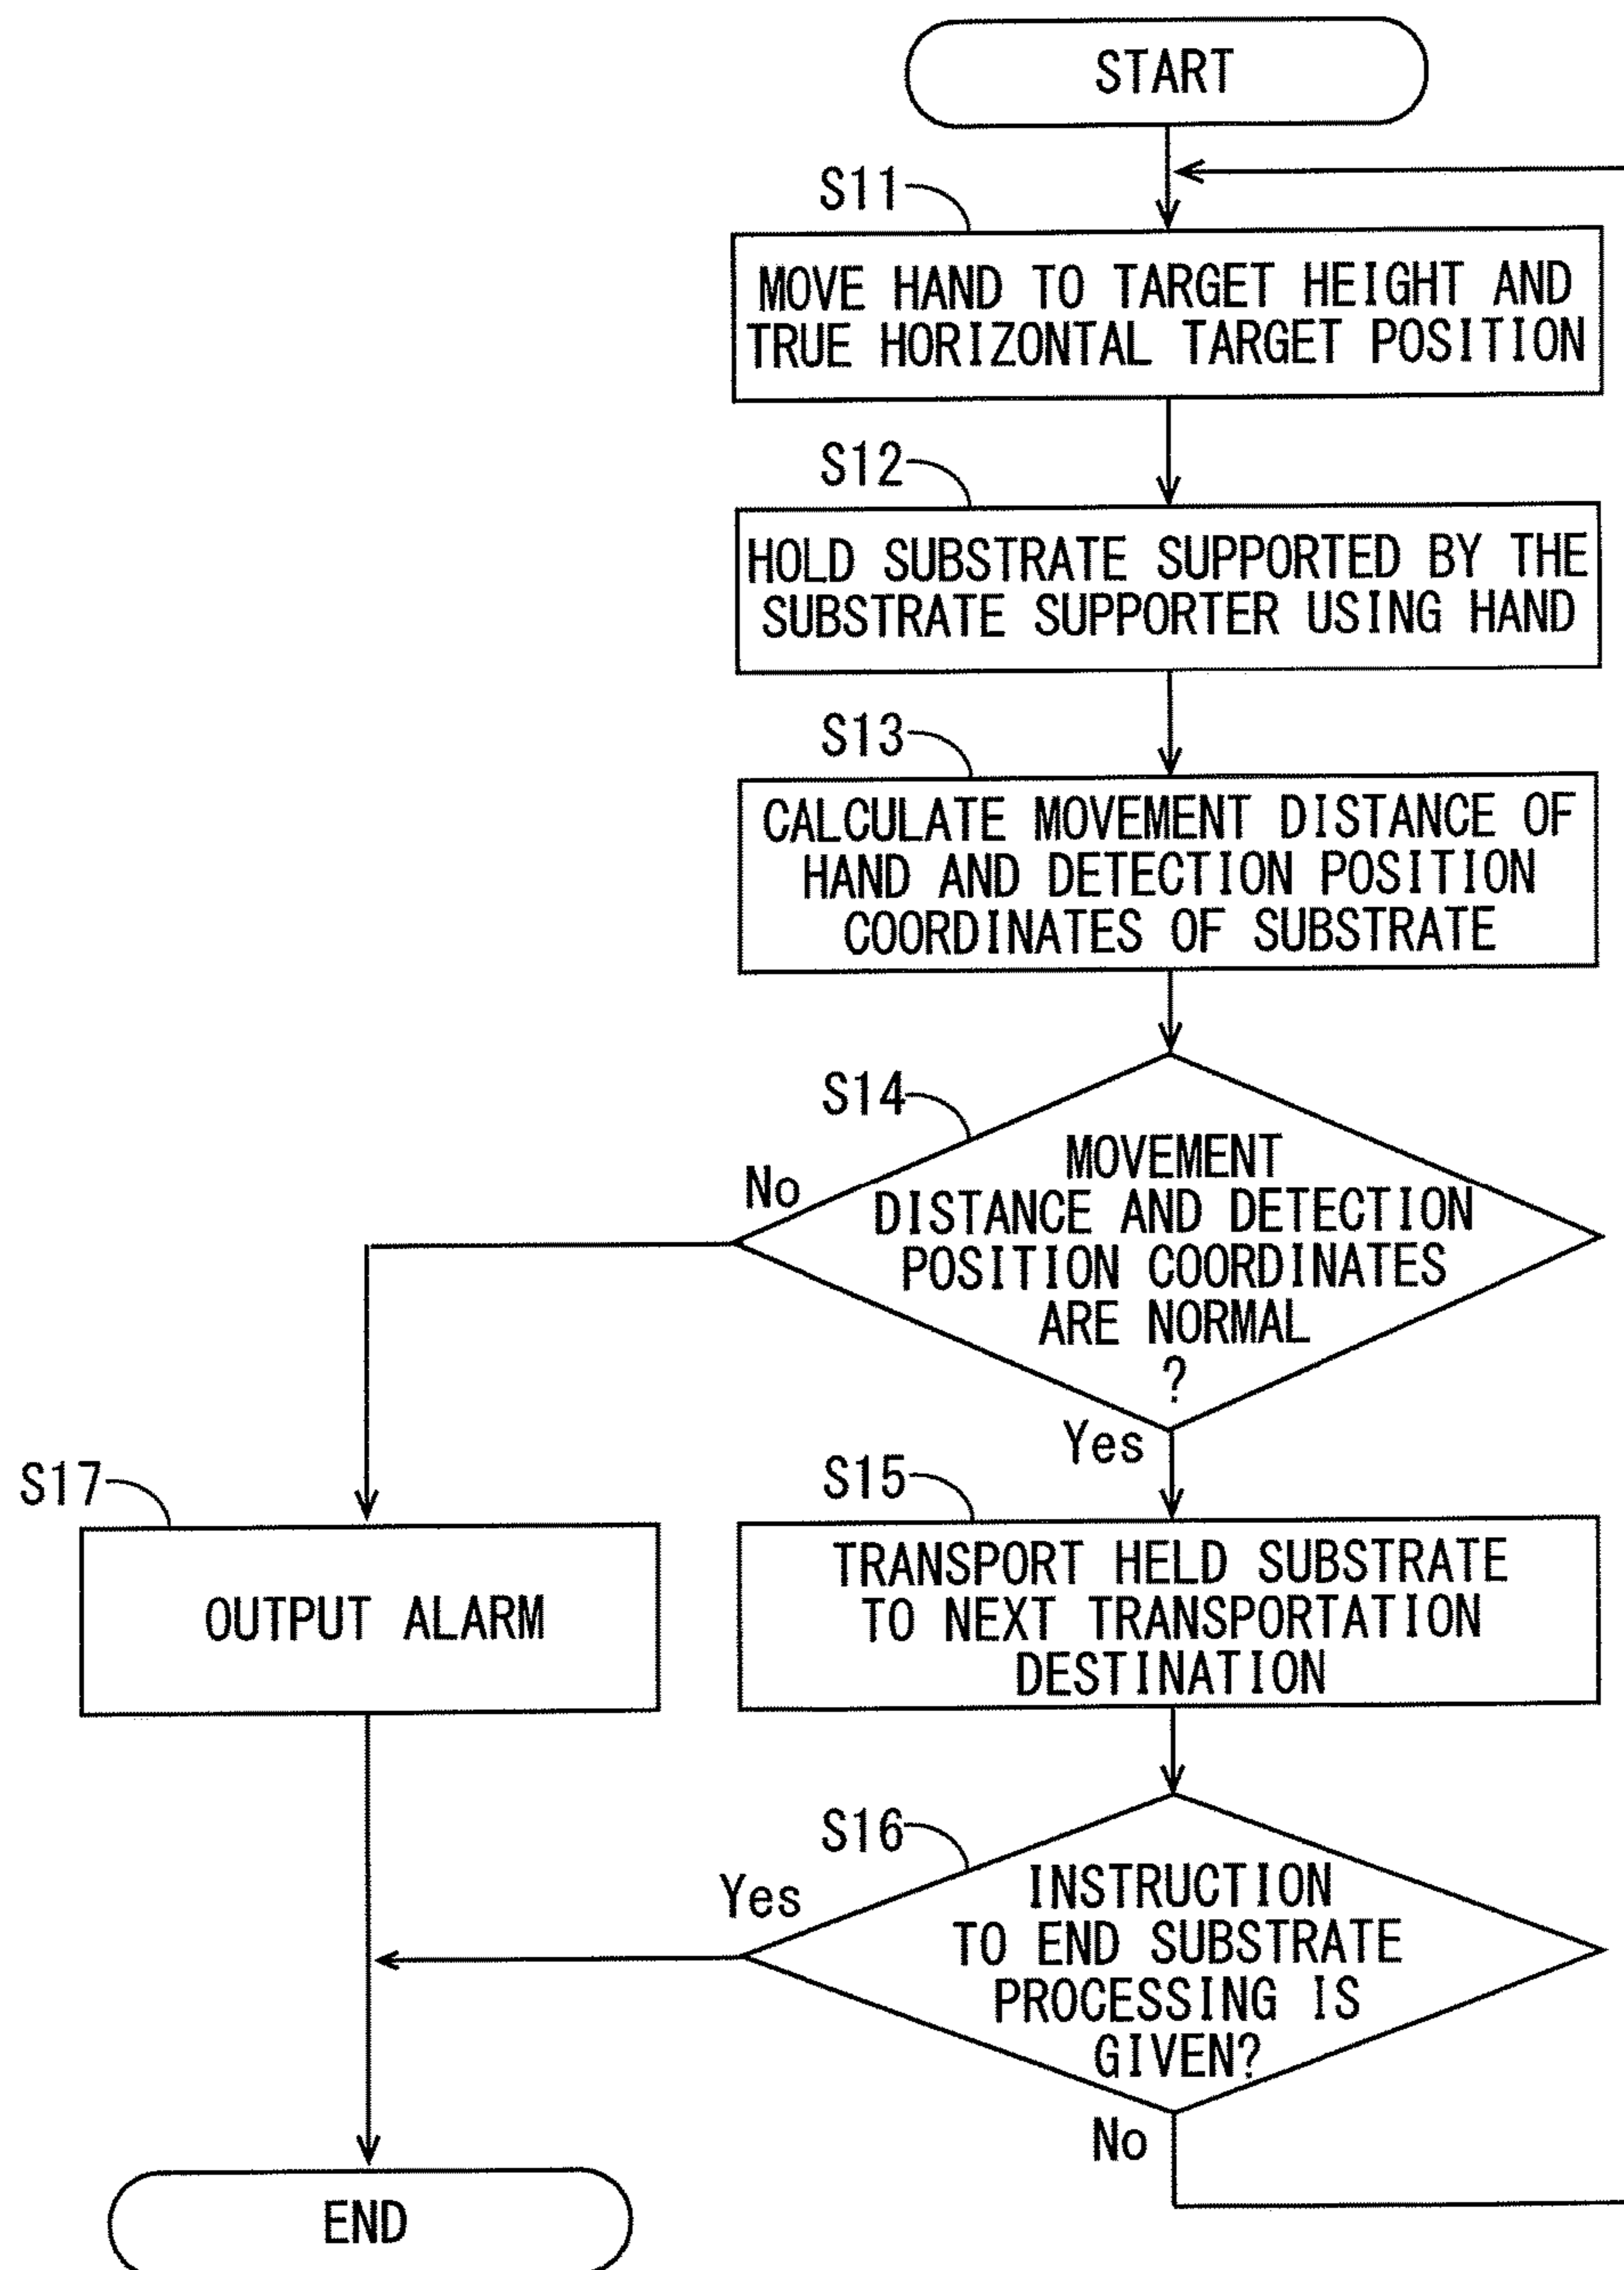 START
S11
MOVE HAND TO TARGET HEIGHT AND
TRUE HORIZONTAL TARGET POSITION
S12
HOLD SUBSTRATE SUPPORTED BY THE
SUBSTRATE SUPPORTER USING HAND
S13
CALCULATE MOVEMENT DISTANCE OF
HAND AND DETECTION POSITION
COORDINATES OF SUBSTRATE
S14
MOVEMENT
DISTANCE AND DETECTION
POSITION COORDINATES
ARE NORMAL
?
No
Yes
S17
OUTPUT ALARM
S15
TRANSPORT HELD SUBSTRATE
TO NEXT TRANSPORTATION
DESTINATION
S16
INSTRUCTION
TO END SUBSTRATE
PROCESSING IS
GIVEN?
Yes
No
END